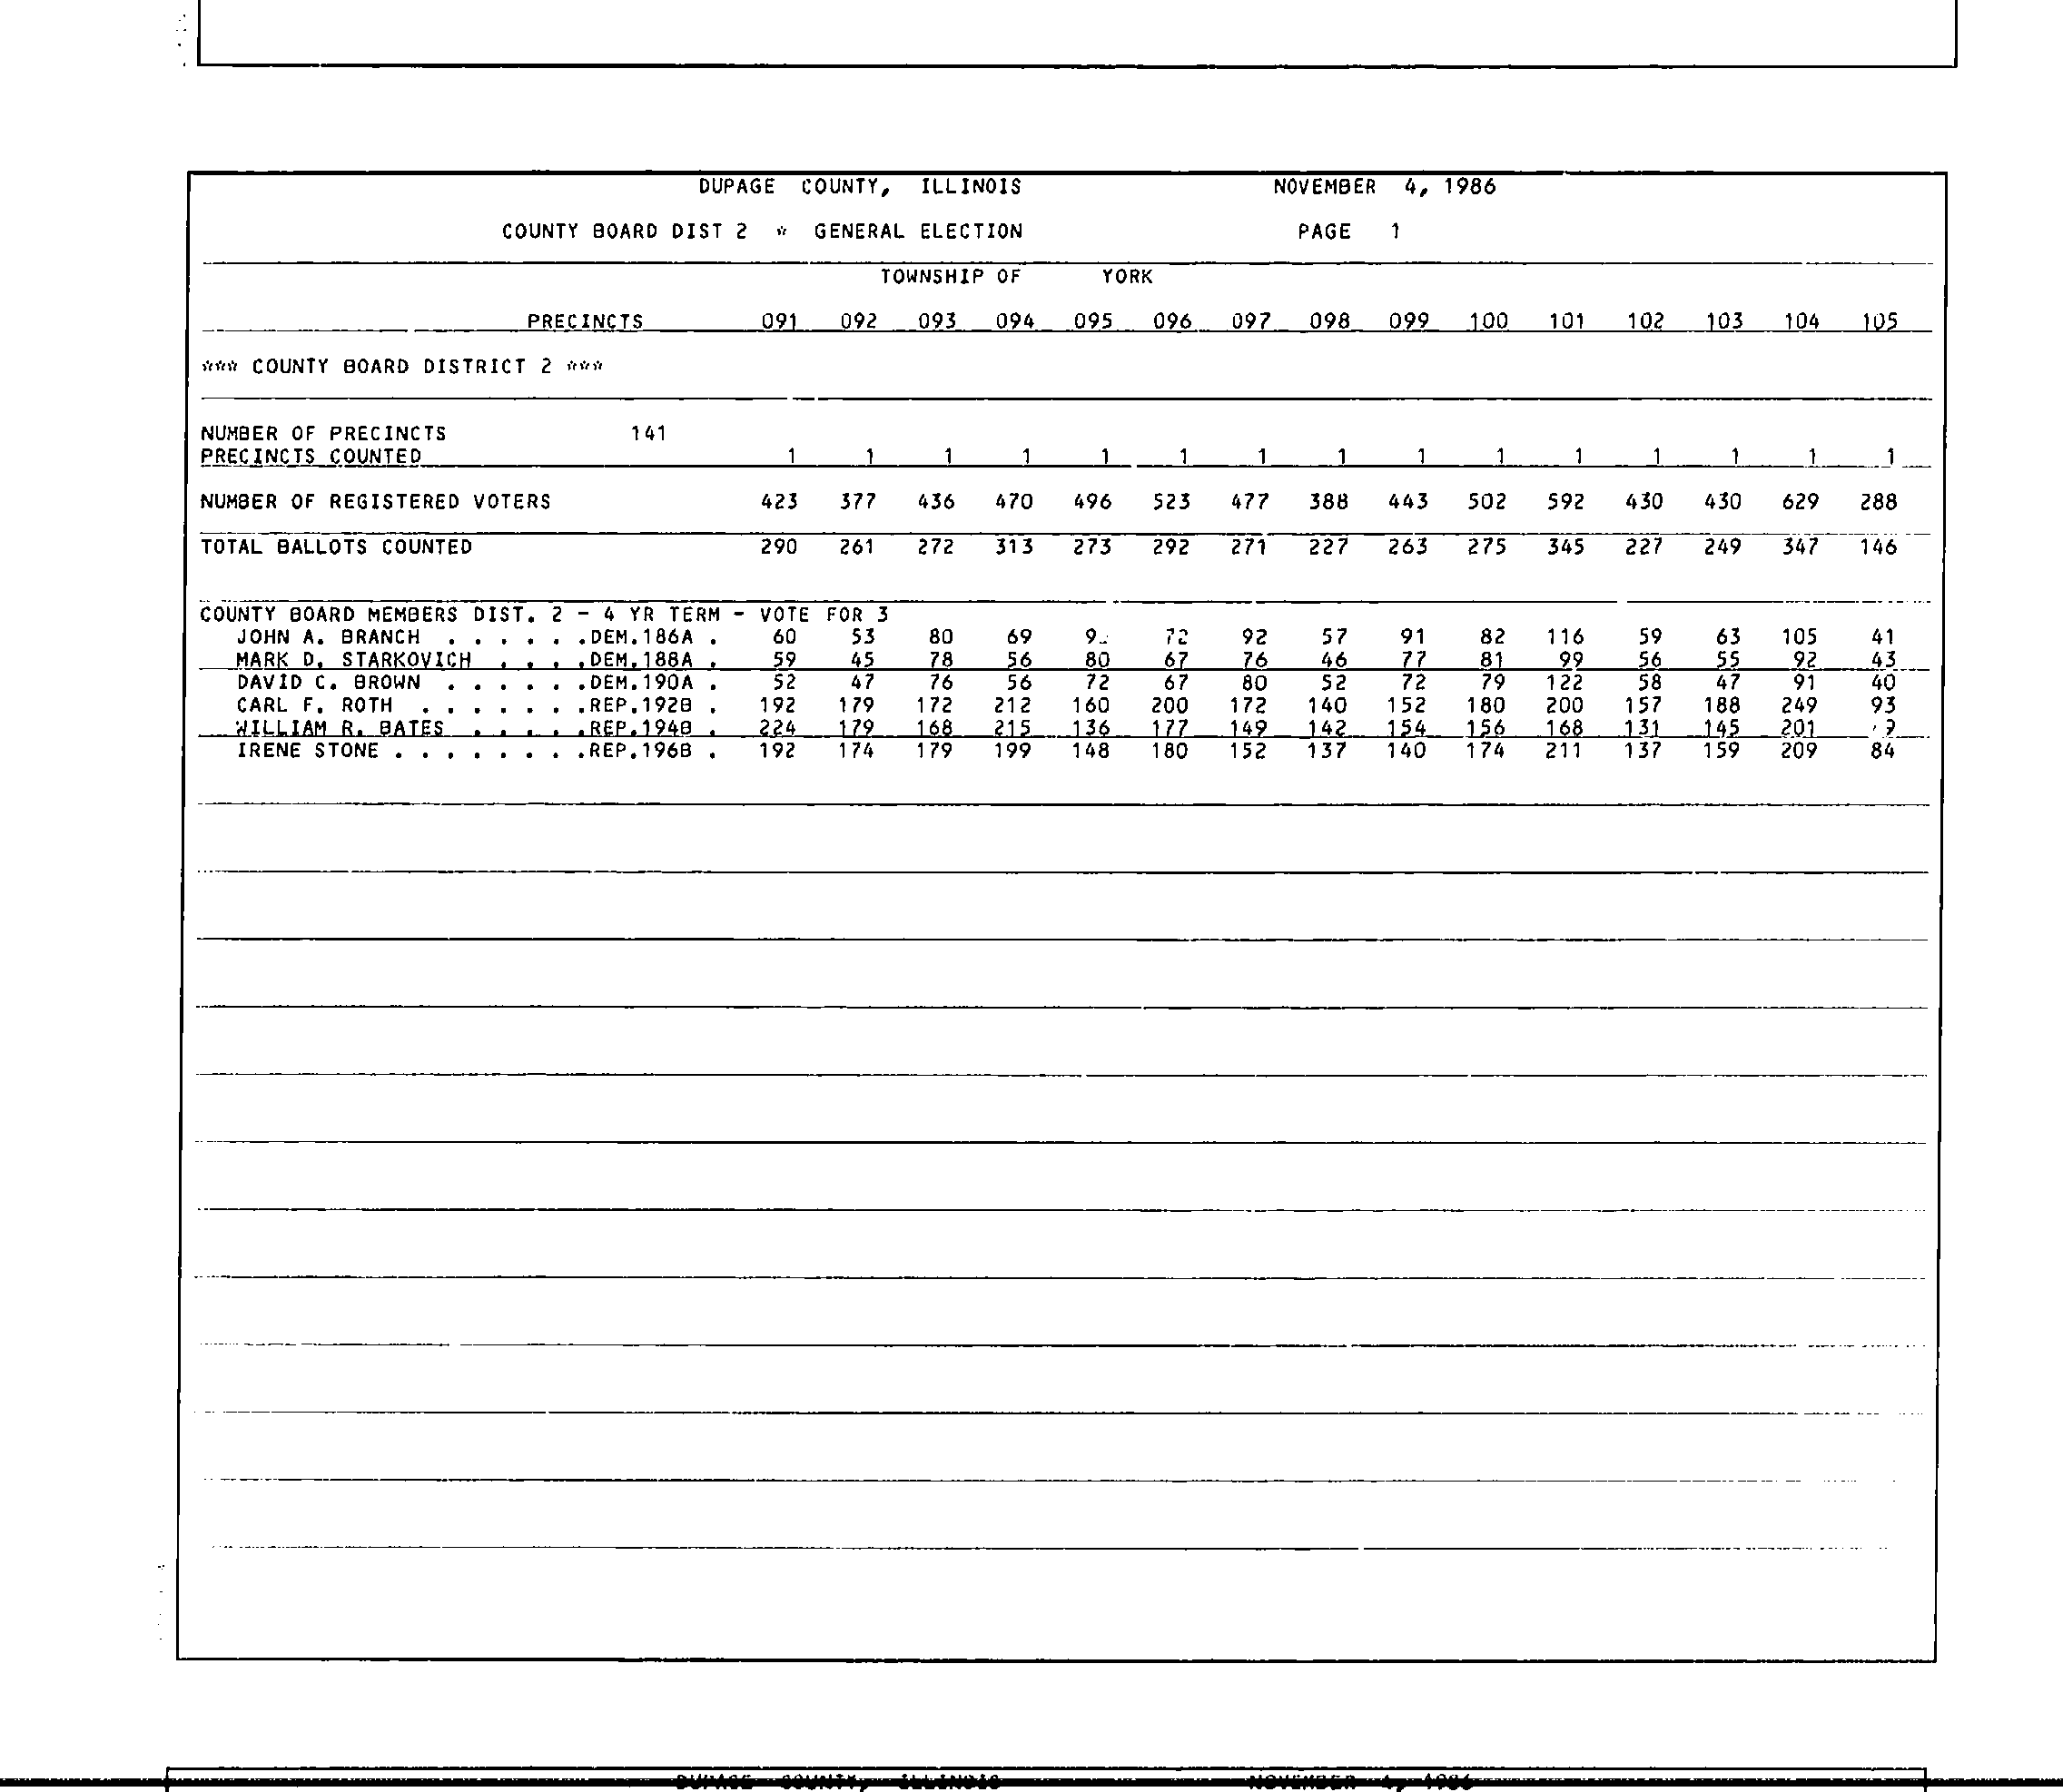 DUPAGE COUNTY, ILLINOIS NOVEMBER 4, 1986
COUNTY BOARD DIST 2 * GENERAL ELECTION PAGE 1
TOWNSHIP OF YORK
PRECINCTS 091 092 093 094 095 096 097 098 099 100 101 102 103 104 105
*** COUNTY BOARD DISTRICT 2 ***
NUMBER OF PRECINCTS 141
PRECINCTS COUNTED 1 1 1 1 1 1 1 1 1 1 1 1 1 1 1
NUMBER OF REGISTERED VOTERS 423 377 436 470 496 523 477 388 443 502 592 430 430 629 288
TOTAL BALLOTS COUNTED 290 261 272 313 273 292 271 227 263 275 345 227 249 347 146
COUNTY BOARD MEMBERS DIST. 2 - 4 YR TERM - VOTE FOR 3
JOHN A. BRANCH . . . . . .DEM.186A . 60 53 80 69 72 92 57 91 82 116 59 63 105 41
MARK D. STARKOVICH . . . .DEM.188A . 59 45 78 56 80 67 76 46 77 81 99 56 55 92 43
DAVID C. BROWN . . . . . .DEM.190A . 52 47 76 56 72 67 80 52 72 79 122 58 47 91 40
CARL F. ROTH . . . . . . .REP.192B . 192 179 172 212 160 200 172 140 152 180 200 157 188 249 93
WILLIAM R. BATES . . . . .REP.194B . 224 179 168 215 136 177 149 142 154 156 168 131 145 201
IRENE STONE . . . . . . . .REP.196B . 192 174 179 199 148 180 152 137 140 174 211 137 159 209 84
DUPAGE COUNTY, ILLINOIS NOVEMBER 4, 1986